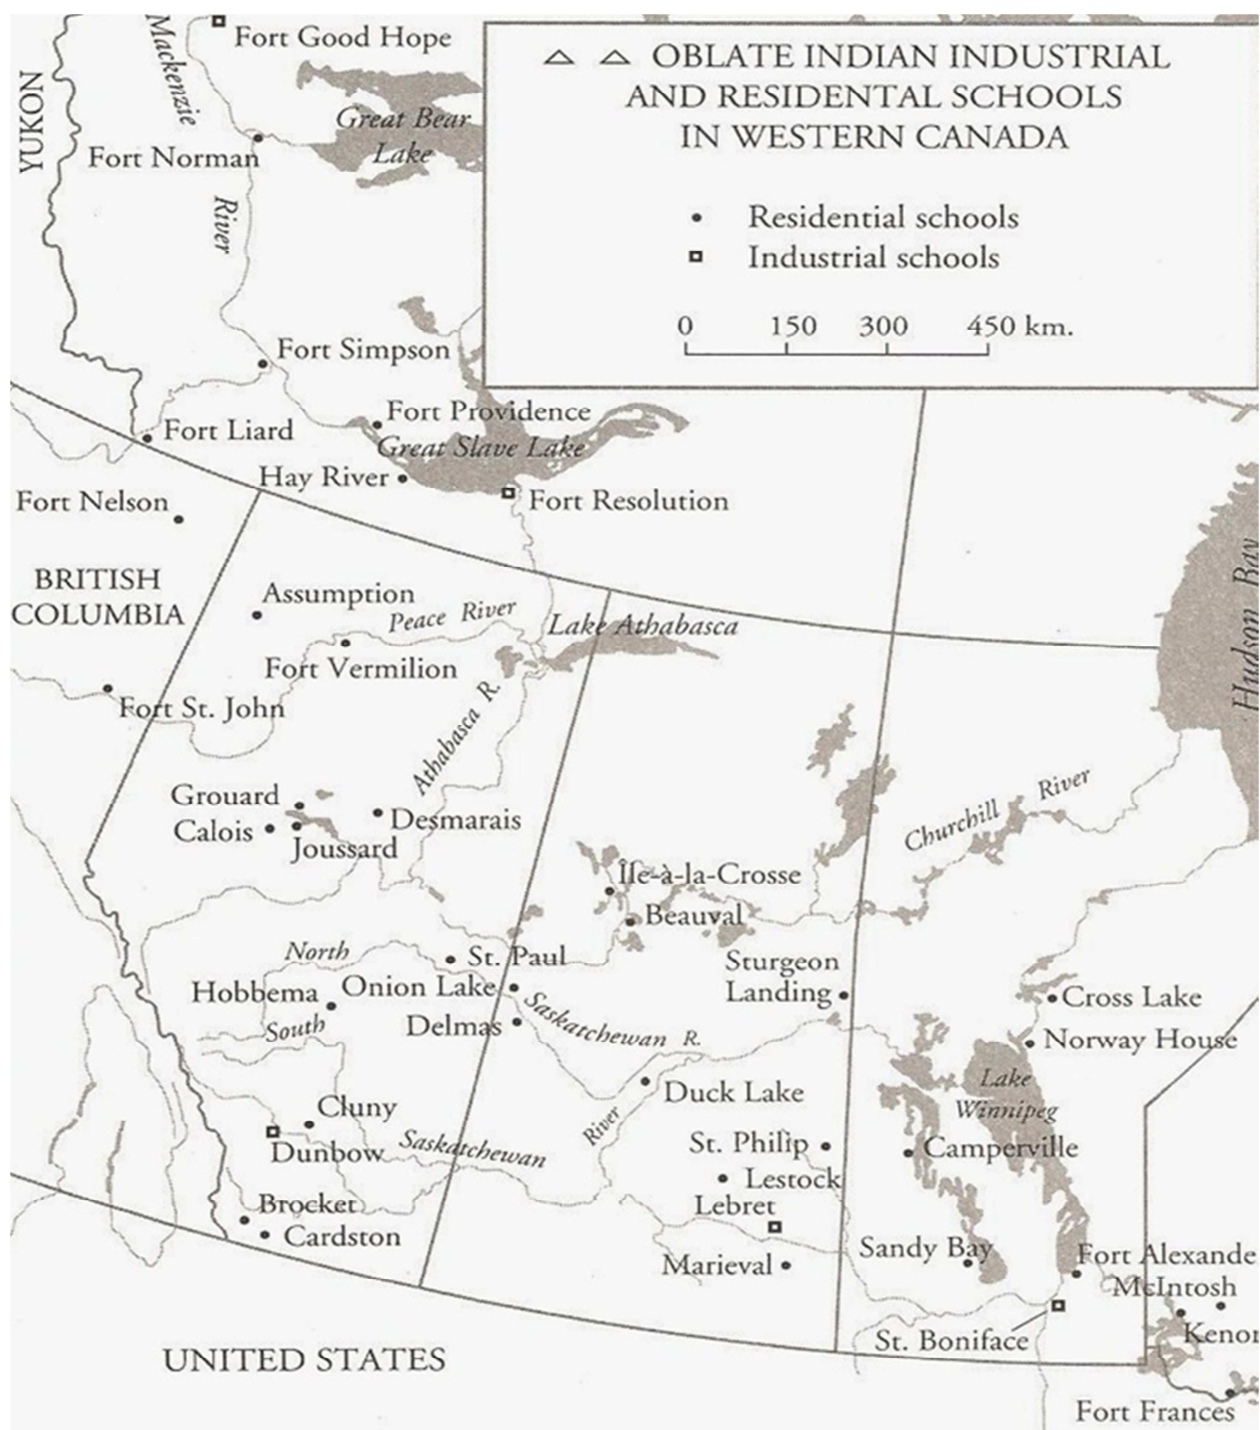 Mackenzie
Fort Good Hope
△ △ OBLATE INDIAN INDUSTRIAL
AND RESIDENTAL SCHOOLS
IN WESTERN CANADA
Residential schools
Industrial schools
0 150 300 450 km.
YUKON
Great Bear
Lake
Fort Norman
River
Fort Simpson
Fort Providence
Fort Liard
Great Slave Lake
Hay River
Fort Resolution
Fort Nelson
BRITISH
COLUMBIA
Hudson Bay
Assumption
Peace River
Lake Athabasca
Fort Vermilion
Fort St. John
Athabasca R.
Grouard
Calois
Joussard
Desmarais
Churchill River
Île-à-la-Crosse
Beauval
North
St. Paul
Sturgeon
Landing
Hobbema
Onion Lake
Cross Lake
South
Delmas
Saskatchewan R.
Norway House
Lake
Winnipeg
Duck Lake
Cluny
River
Dunbow
Saskatchewan
St. Philip
Camperville
Lestock
Lebret
Brocket
Cardston
Marieval
Sandy Bay
Fort Alexande
McIntosh
St. Boniface
Kenor
UNITED STATES
Fort Frances